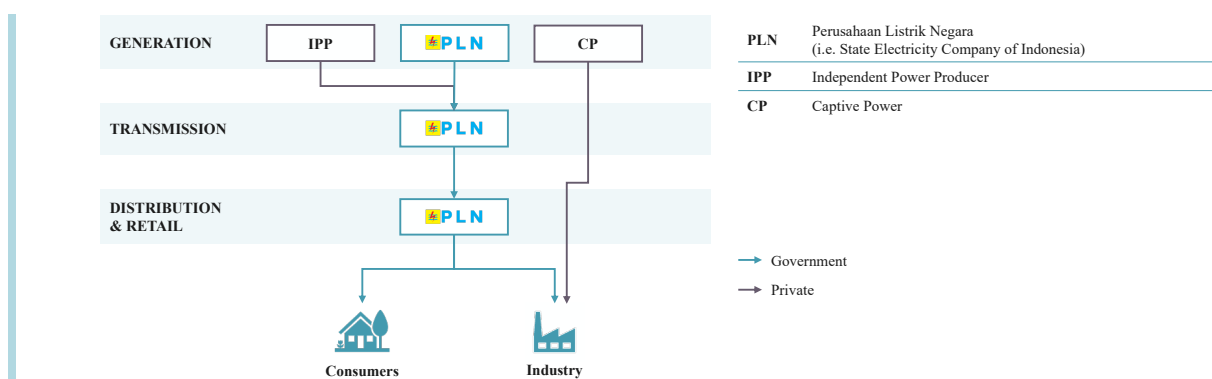 GENERATION
IPP
PLN
CP
TRANSMISSION
PLN
DISTRIBUTION
& RETAIL
PLN
Consumers
Industry
PLN
Perusahaan Listrik Negara
(i.e. State Electricity Company of Indonesia)
IPP
Independent Power Producer
CP
Captive Power
Government
Private